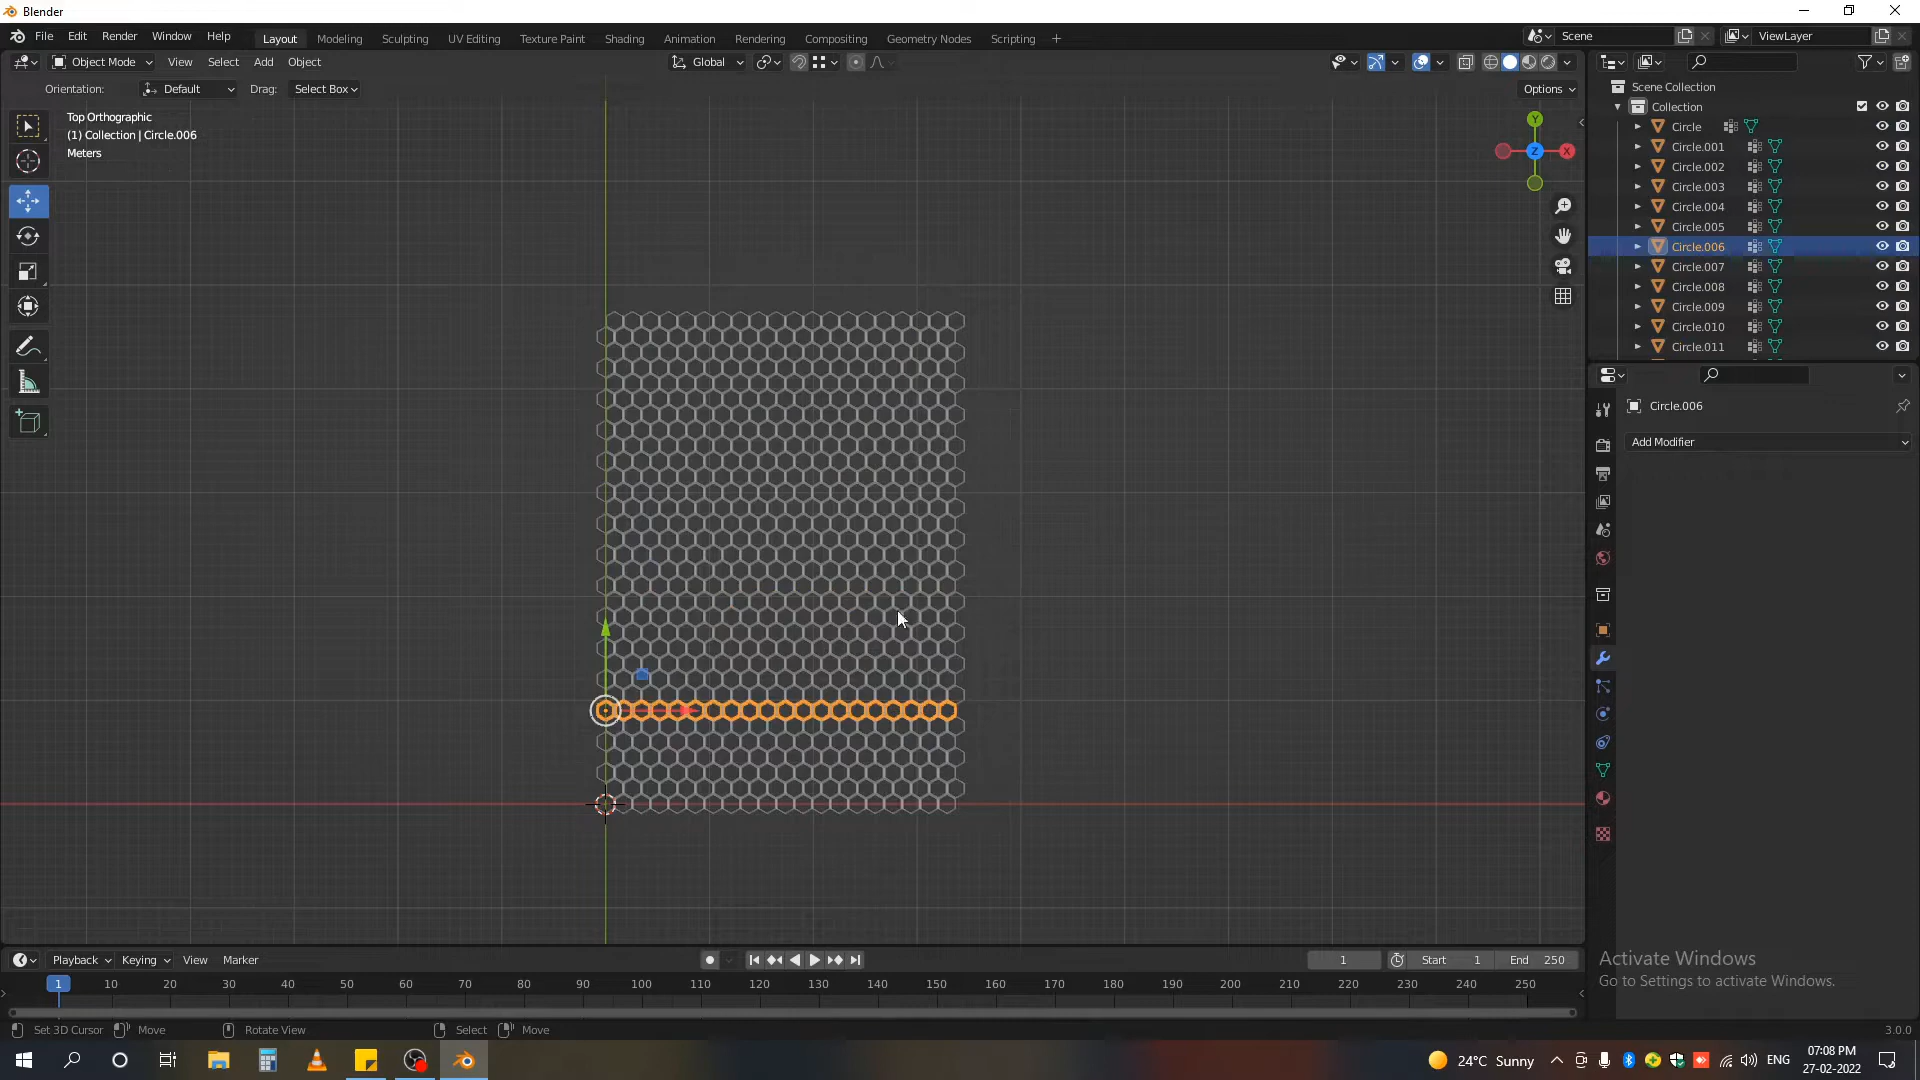 Blender
File Edit Render Window Help
Layout Modeling Sculpting UV Editing Texture Paint Shading Animation Rendering Compositing Geometry Nodes Scripting
Scene
ViewLayer
Object Mode View Select Add Object
Global
Orientation: Default Drag: Select Box
Options
Top Orthographic
(1) Collection | Circle.006
Meters
Y
Z
X
Scene Collection
Collection
Circle
Circle.001
Circle.002
Circle.003
Circle.004
Circle.005
Circle.006
Circle.007
Circle.008
Circle.009
Circle.010
Circle.011
Circle.006
Add Modifier
Activate Windows
Go to Settings to activate Windows.
Playback Keying View Marker
1 Start 1 End 250
1 10 20 30 40 50 60 70 80 90 100 110 120 130 140 150 160 170 180 190 200 210 220 230 240 250
Set 3D Cursor Move Rotate View Select Move
3.0.0
24°C Sunny ENG
07:08 PM
27-02-2022